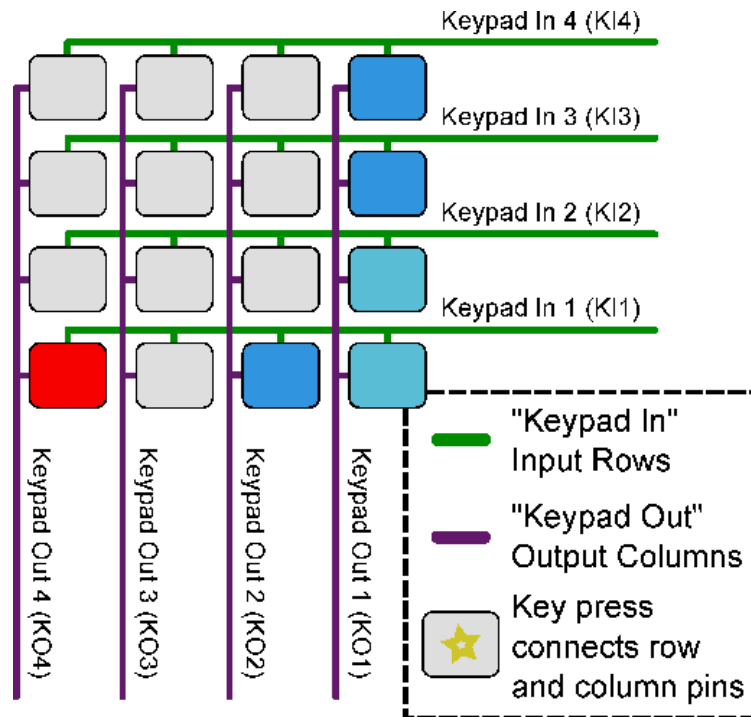 Keypad In 4 (KI4)
Keypad In 3 (KI3)
Keypad In 2 (KI2)
Keypad In 1 (KI1)
Keypad Out 4 (KO4)
Keypad Out 3 (KO3)
Keypad Out 2 (KO2)
Keypad Out 1 (KO1)
"Keypad In"
Input Rows
"Keypad Out"
Output Columns
Key press
connects row
and column pins